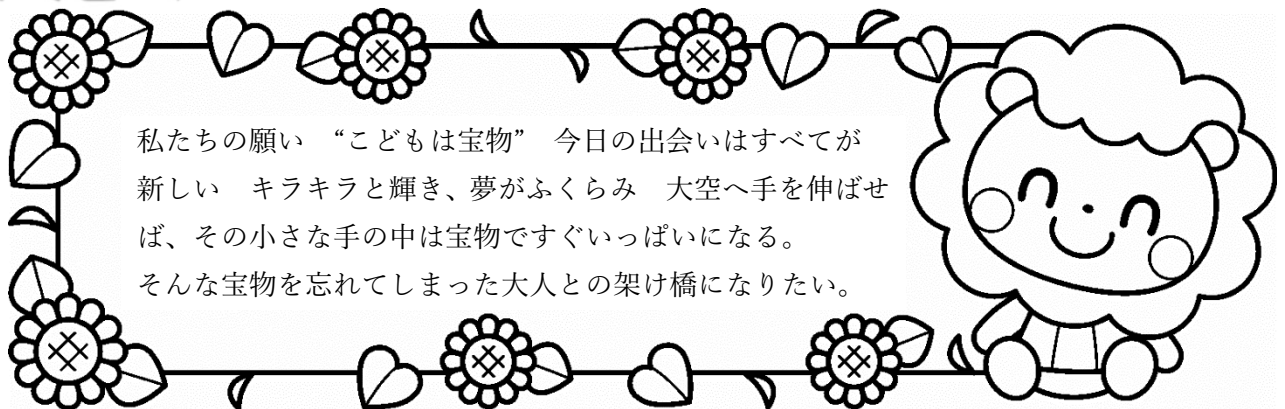 私たちの願い　“こどもは宝物”　今日の出会いはすべてが
新しい　キラキラと輝き、夢がふくらみ　大空へ手を伸ばせ
ば、その小さな手の中は宝物ですぐいっぱいになる。
そんな宝物を忘れてしまった大人との架け橋になりたい。